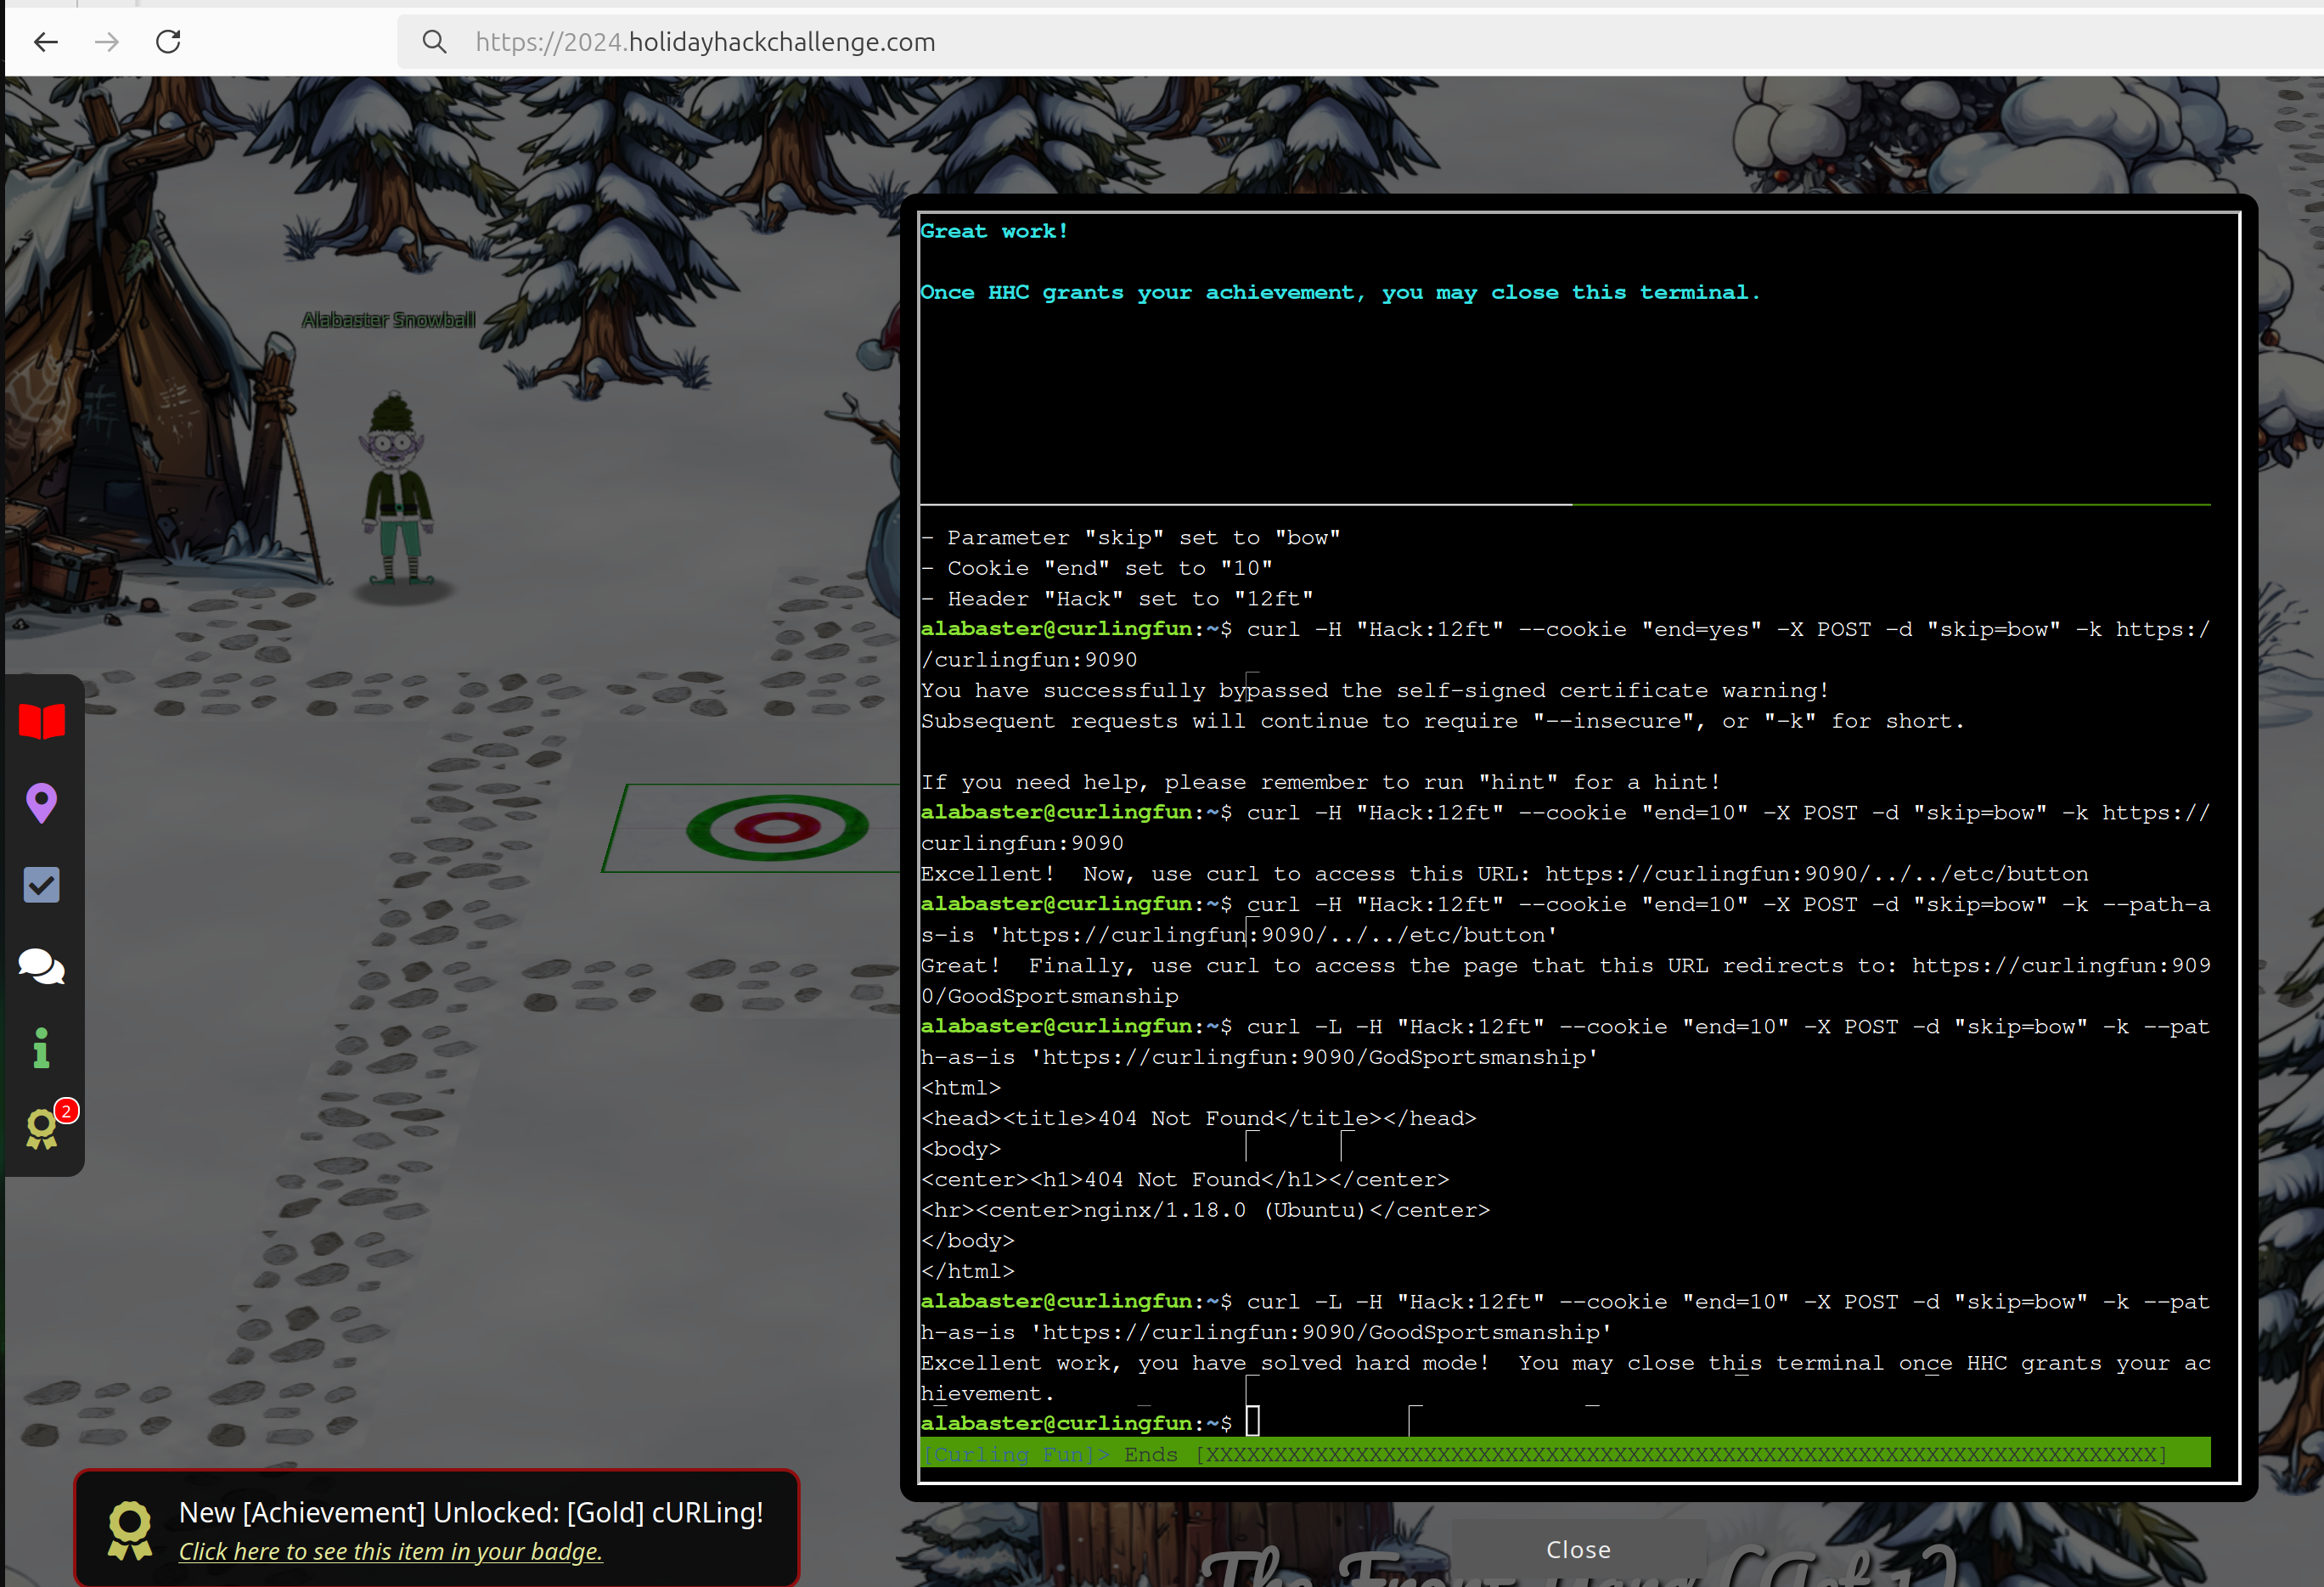 https://2024.holidayhackchallenge.com
Alabaster Snowball
Great work!
Once HHC grants your achievement, you may close this terminal.
- Parameter "skip" set to "bow"
- Cookie "end" set to "10"
- Header "Hack" set to "12ft"
alabaster@curlingfun:~$ curl -H "Hack:12ft" --cookie "end=yes" -X POST -d "skip=bow" -k https:/
/curlingfun:9090
You have successfully bypassed the self-signed certificate warning!
Subsequent requests will continue to require "--insecure", or "-k" for short.
If you need help, please remember to run "hint" for a hint!
alabaster@curlingfun:~$ curl -H "Hack:12ft" --cookie "end=10" -X POST -d "skip=bow" -k https://
curlingfun:9090
Excellent!  Now, use curl to access this URL: https://curlingfun:9090/../../etc/button
alabaster@curlingfun:~$ curl -H "Hack:12ft" --cookie "end=10" -X POST -d "skip=bow" -k --path-a
s-is 'https://curlingfun:9090/../../etc/button'
Great!  Finally, use curl to access the page that this URL redirects to: https://curlingfun:909
0/GoodSportsmanship
alabaster@curlingfun:~$ curl -L -H "Hack:12ft" --cookie "end=10" -X POST -d "skip=bow" -k --pat
h-as-is 'https://curlingfun:9090/GodSportsmanship'
<html>
<head><title>404 Not Found</title></head>
<body>
<center><h1>404 Not Found</h1></center>
<hr><center>nginx/1.18.0 (Ubuntu)</center>
</body>
</html>
alabaster@curlingfun:~$ curl -L -H "Hack:12ft" --cookie "end=10" -X POST -d "skip=bow" -k --pat
h-as-is 'https://curlingfun:9090/GoodSportsmanship'
Excellent work, you have solved hard mode!  You may close this terminal once HHC grants your ac
hievement.
alabaster@curlingfun:~$
[Curling Fun]> Ends [XXXXXXXXXXXXXXXXXXXXXXXXXXXXXXXXXXXXXXXXXXXXXXXXXXXXXXXXXXXXXXXXXXXXXX]
2
New [Achievement] Unlocked: [Gold] cURLing!
Click here to see this item in your badge.
Close
The Front Yard (Act 1)